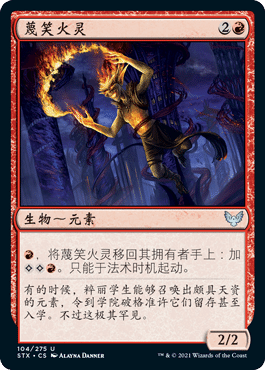 蔑笑火灵 2
生物～元素
，将蔑笑火灵移回其拥有者手上：加
。只能于法术时机起动。
有的时候，粹丽学生能够召唤出颇具天
资的元素，令到学院破格准许它们留存甚至
入学。不过这极其罕见。
2/2
104/275 U
STX • CS ALAYNA DANNER
™ & © 2021 Wizards of the Coast